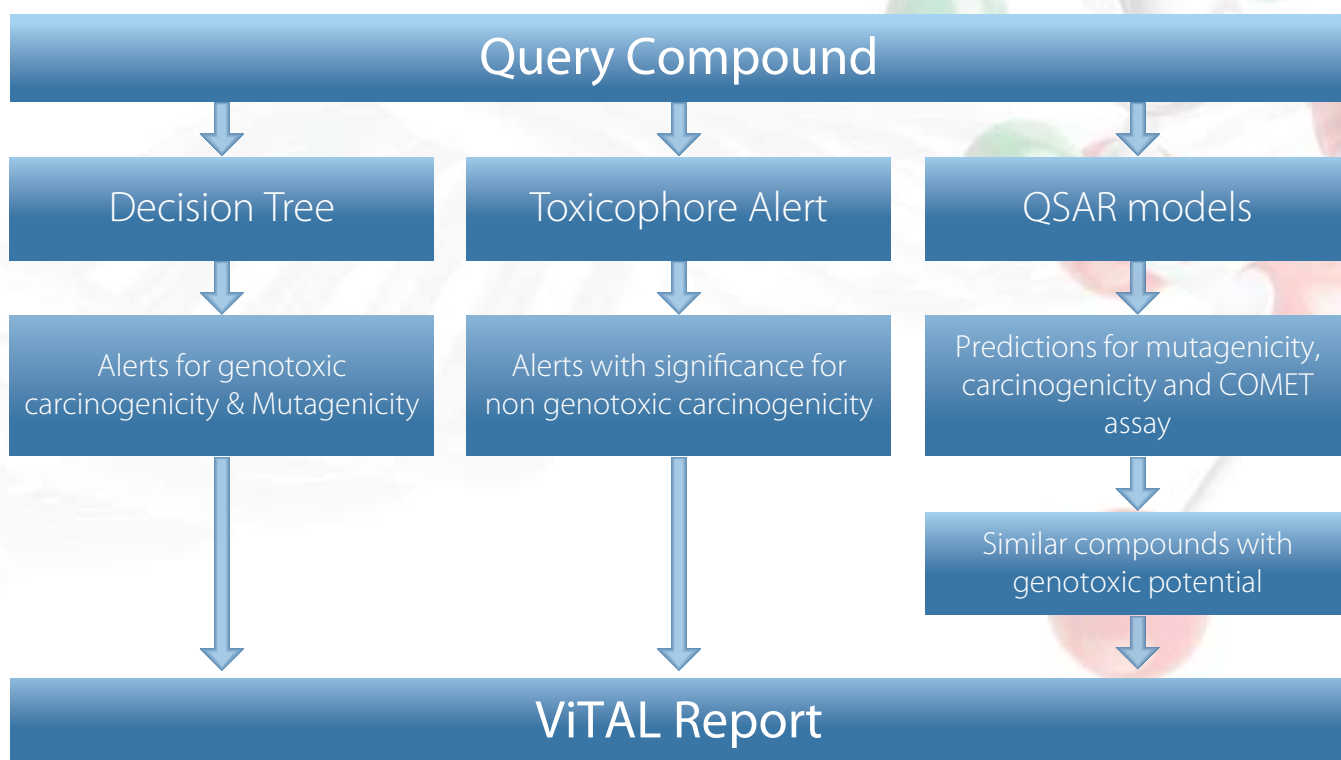 Query Compound
Decision Tree
Toxicophore Alert
QSAR models
Alerts for genotoxic
carcinogenicity & Mutagenicity
Alerts with significance for
non genotoxic carcinogenicity
Predictions for mutagenicity,
carcinogenicity and COMET
assay
Similar compounds with
genotoxic potential
ViTAL Report